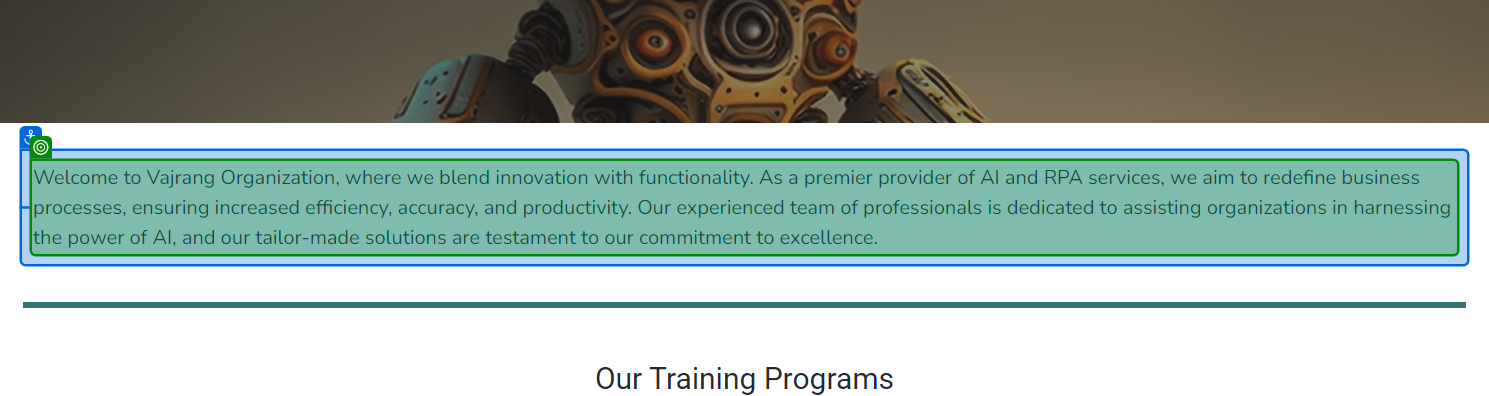 Welcome to Vajrang Organization, where we blend innovation with functionality. As a premier provider of AI and RPA services, we aim to redefine business
processes, ensuring increased efficiency, accuracy, and productivity. Our experienced team of professionals is dedicated to assisting organizations in harnessing
the power of AI, and our tailor-made solutions are testament to our commitment to excellence.
Our Training Programs